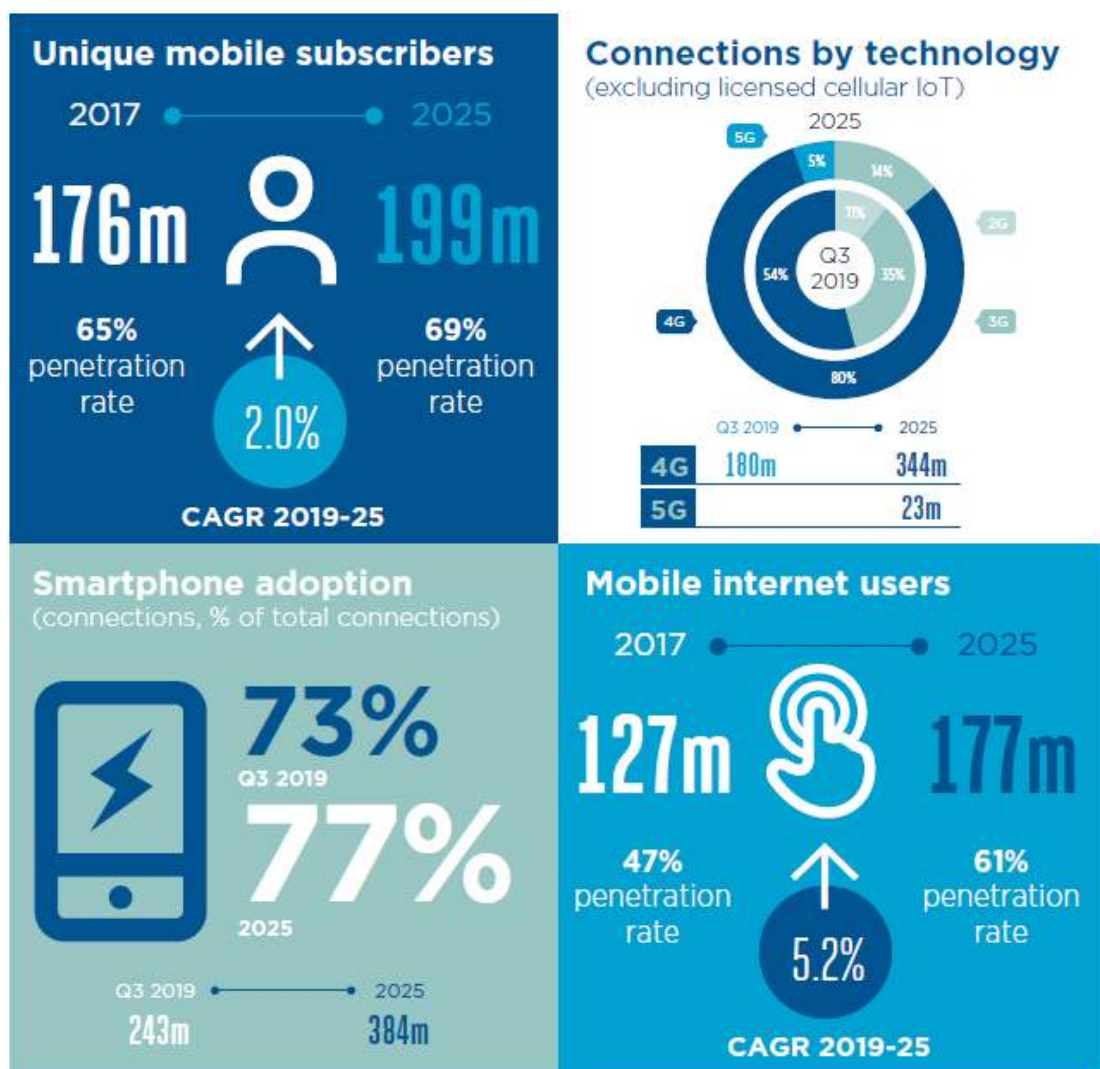 Unique mobile subscribers
2017 2025
176m 199m
65%
penetration
rate
69%
penetration
rate
2.0%
CAGR 2019-25
Connections by technology
(excluding licensed cellular IoT)
2025
5G
5%
14%
11%
2G
Q3
2019
54%
35%
4G
3G
80%
Q3 2019 2025
4G 180m 344m
5G 23m
Smartphone adoption
(connections, % of total connections)
73%
Q3 2019
77%
2025
Q3 2019 2025
243m 384m
Mobile internet users
2017 2025
127m 177m
47%
penetration
rate
61%
penetration
rate
5.2%
CAGR 2019-25